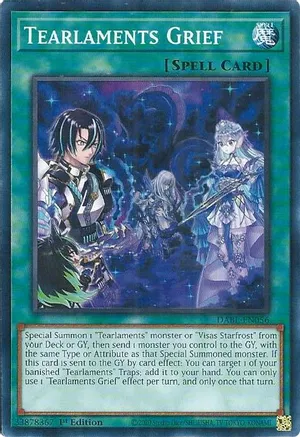 Tearlaments Grief
魔
[Spell Card]
DABL-EN056
Special Summon 1 "Tearlaments" monster or "Visas Starfrost" from
your Deck or GY, then send 1 monster you control to the GY, with
the same Type or Attribute as that Special Summoned monster. If
this card is sent to the GY by card effect: You can target 1 of your
banished "Tearlaments" Traps; add it to your hand. You can only
use 1 "Tearlaments Grief" effect per turn, and only once that turn.
33878367 1st Edition